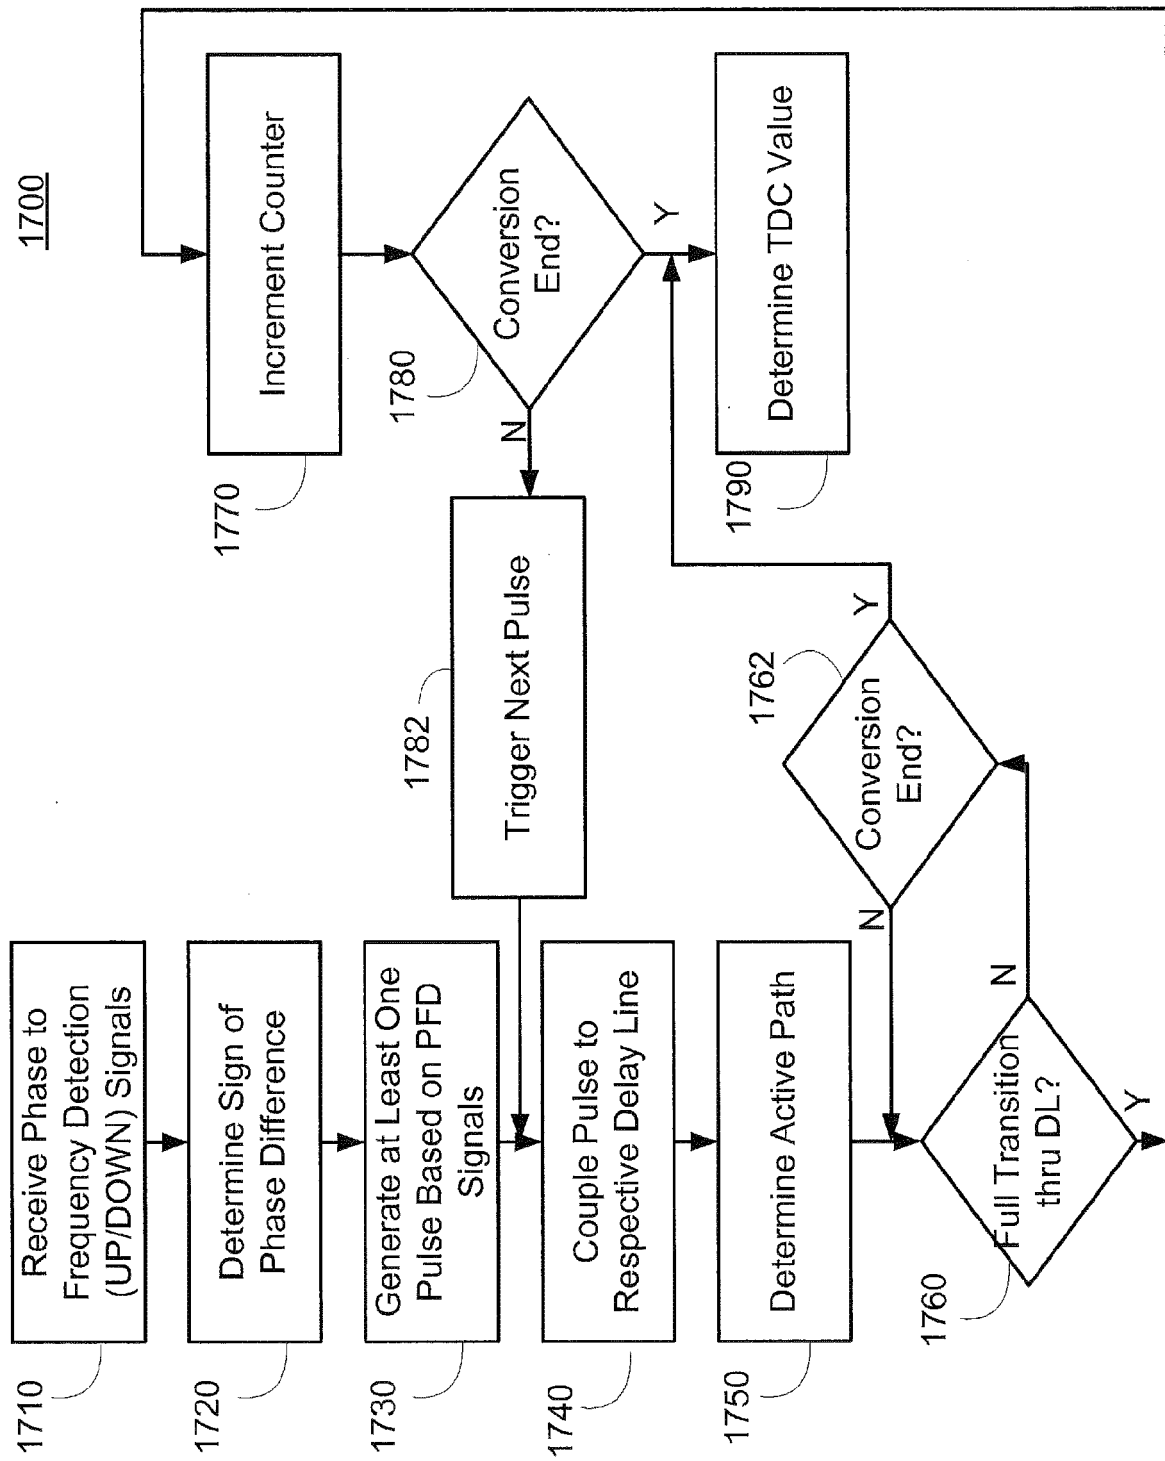 1700
1710
Receive Phase to
Frequency Detection
(UP/DOWN) Signals
1720
Determine Sign of
Phase Difference
1730
Generate at Least One
Pulse Based on PFD
Signals
1740
Couple Pulse to
Respective Delay Line
1750
Determine Active Path
1760
Full Transition
thru DL?
N
Y
1762
Conversion
End?
N
Y
1770
Increment Counter
1780
Conversion
End?
N
Y
1782
Trigger Next Pulse
1790
Determine TDC Value